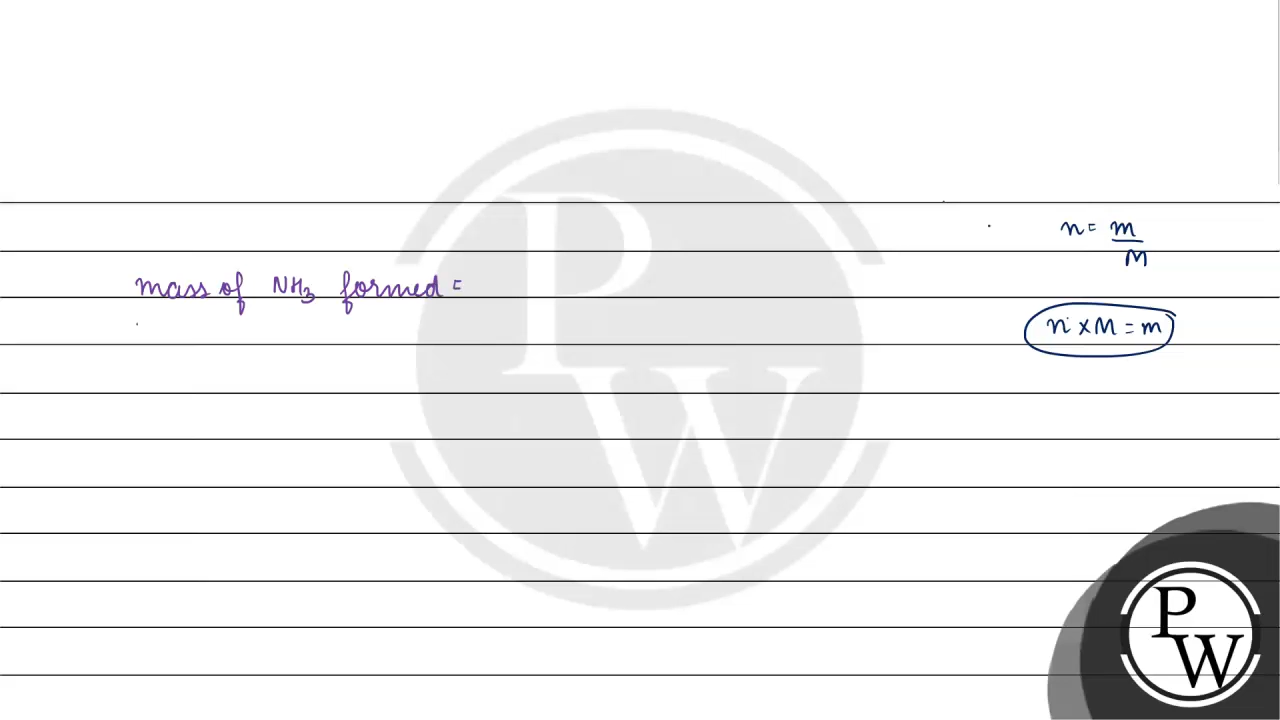 n = m/M
mass of NH3 formed =
n × M = m
P
W
P
W